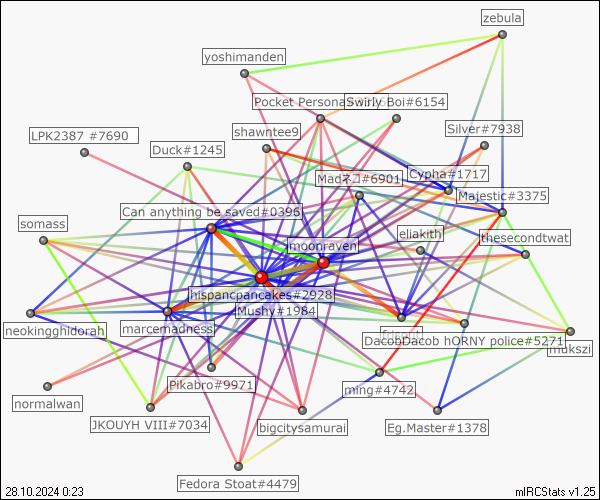 zebula
yoshimanden
Pocket Persona
Swirly Boi#6154
LPK2387 #7690
shawntee9
Silver#7938
Duck#1245
Madネコ#6901
Cypha#1717
Majestic#3375
Can anything be saved#0396
somass
moonraven
eliakith
thesecondtwat
hispancpancakes#2928
Mushy#1984
neokingghidorah
marcemadness
DacobDacob hORNY police#5271
mukszi
Pikabro#9971
ming#4742
normalwan
JKOUYH VIII#7034
bigcitysamurai
Eg.Master#1378
Fedora Stoat#4479
28.10.2024 0:23
mIRCStats v1.25